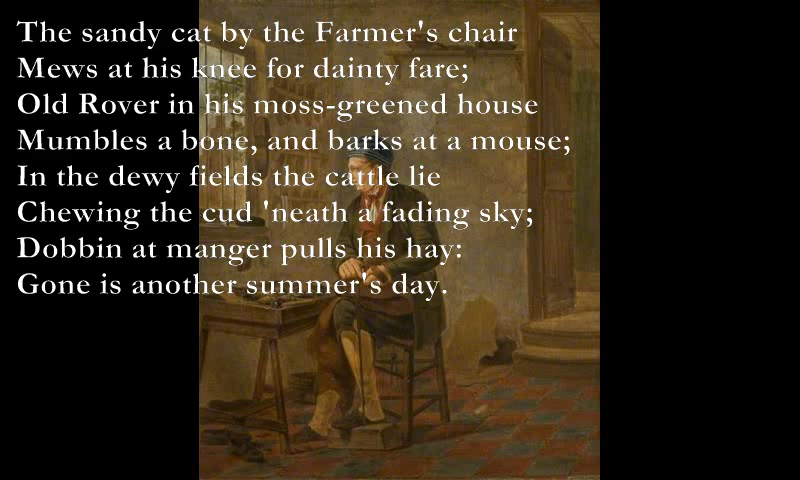 The sandy cat by the Farmer's chair
Mews at his knee for dainty fare;
Old Rover in his moss-greened house
Mumbles a bone, and barks at a mouse;
In the dewy fields the cattle lie
Chewing the cud 'neath a fading sky;
Dobbin at manger pulls his hay:
Gone is another summer's day.